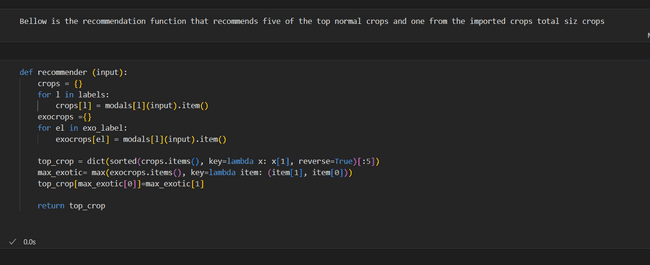 Bellow is the recommendation function that recommends five of the top normal crops and one from the imported crops total siz crops
def recommender (input):
    crops = {}
    for l in labels:
        crops[l] = modals[l](input).item()
    exocrops ={}
    for el in exo_label:
        exocrops[el] = modals[l](input).item()

    top_crop = dict(sorted(crops.items(), key=lambda x: x[1], reverse=True)[:5])
    max_exotic= max(exocrops.items(), key=lambda item: (item[1], item[0]))
    top_crop[max_exotic[0]]=max_exotic[1]

    return top_crop
✓ 0.0s